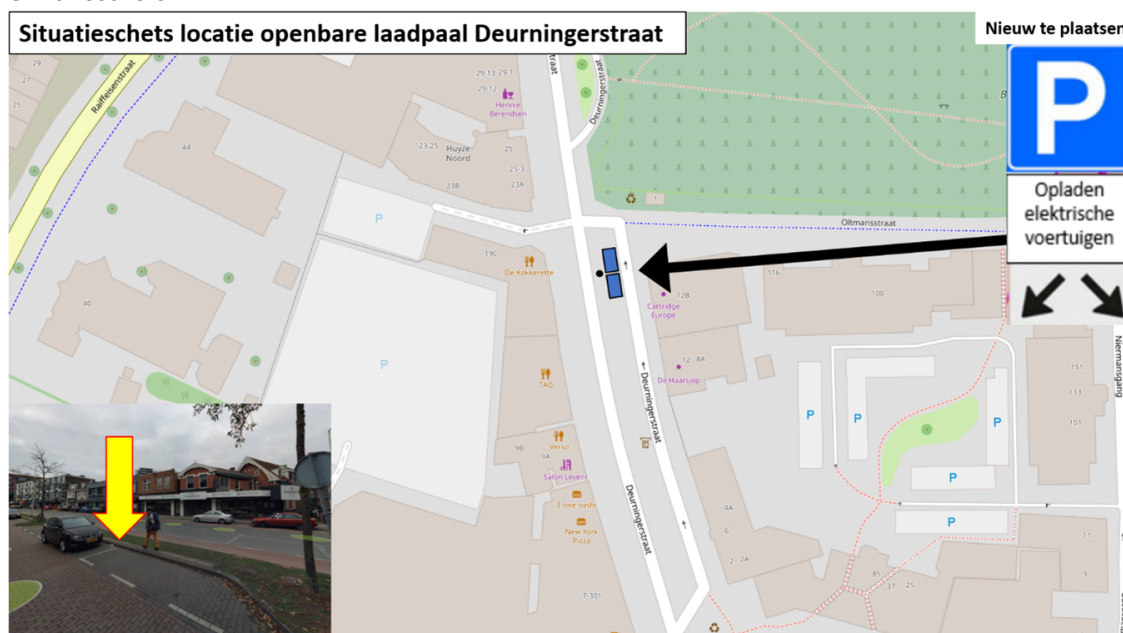 Situatieschets locatie openbare laadpaal Deurningerstraat
Nieuw te plaatsen
P
Opladen
elektrische
voertuigen
29
27
25
Raiffeisenstraat
44
40
straat
Deurningerstraat
29-13
29-1
29-12
Hennie
Berendsen
23-25
Huyze
Noord
25
25/3
23A
23B
P
19C
De Kokkerette
P
TAO
Verso
9B
9A
Salon Levent
I love sushi
New York
Pizza
-7-301
1
Oltmansstraat
116
100
12B
Cartridge
Europe
12
8A
De Haarsjop
Deurningerstraat
Deurningerstraat
4A
6
2
2A
P
P
P
P
P
85
37
25
151
133
101
11
9
Niermansgang